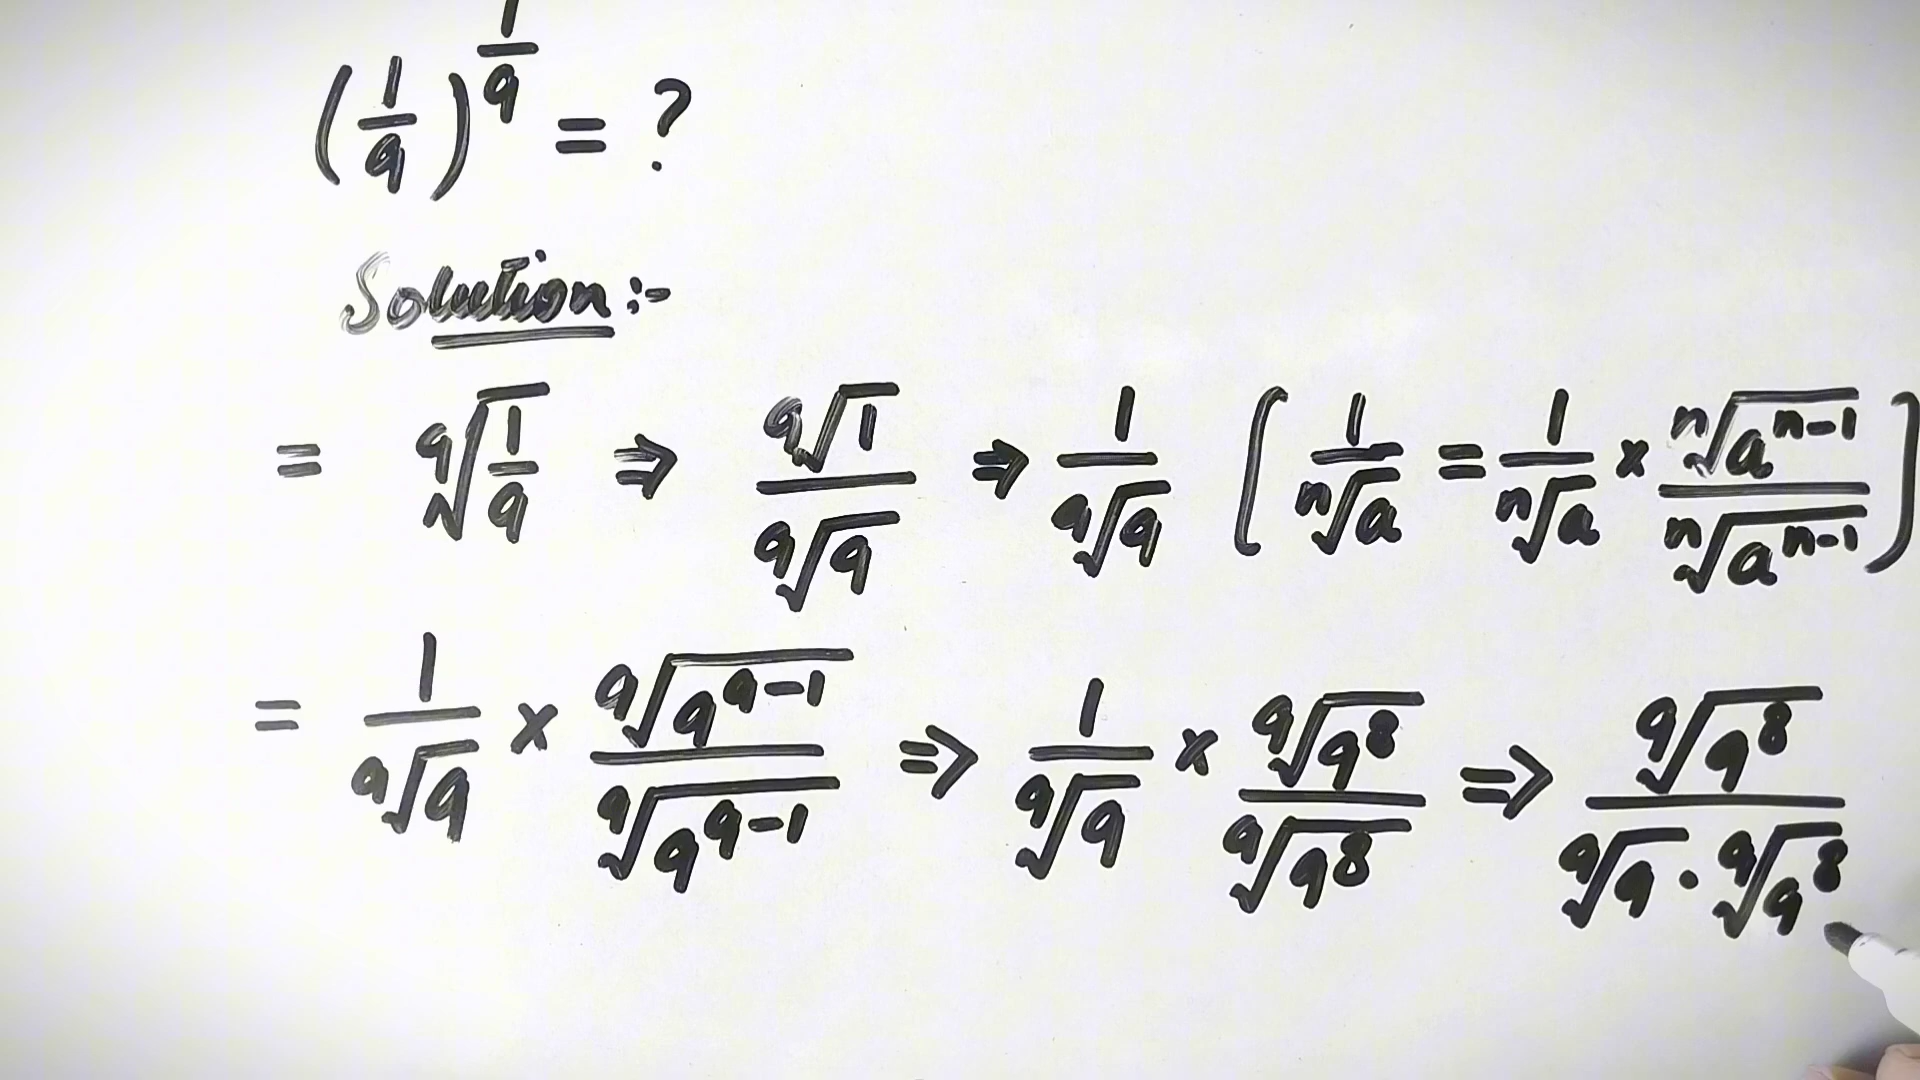 (1/9)^(1/9) = ?
Solution :-
= ⁹√(1/9) ⇒ ⁹√1/⁹√9 ⇒ 1/⁹√9 [1/ⁿ√a = 1/ⁿ√a × ⁿ√(aⁿ⁻¹)/ⁿ√(aⁿ⁻¹)]
= 1/⁹√9 × ⁹√(9⁹⁻¹)/⁹√(9⁹⁻¹) ⇒ 1/⁹√9 × ⁹√(9⁸)/⁹√(9⁸) ⇒ ⁹√(9⁸)/(⁹√9 · ⁹√(9⁸))